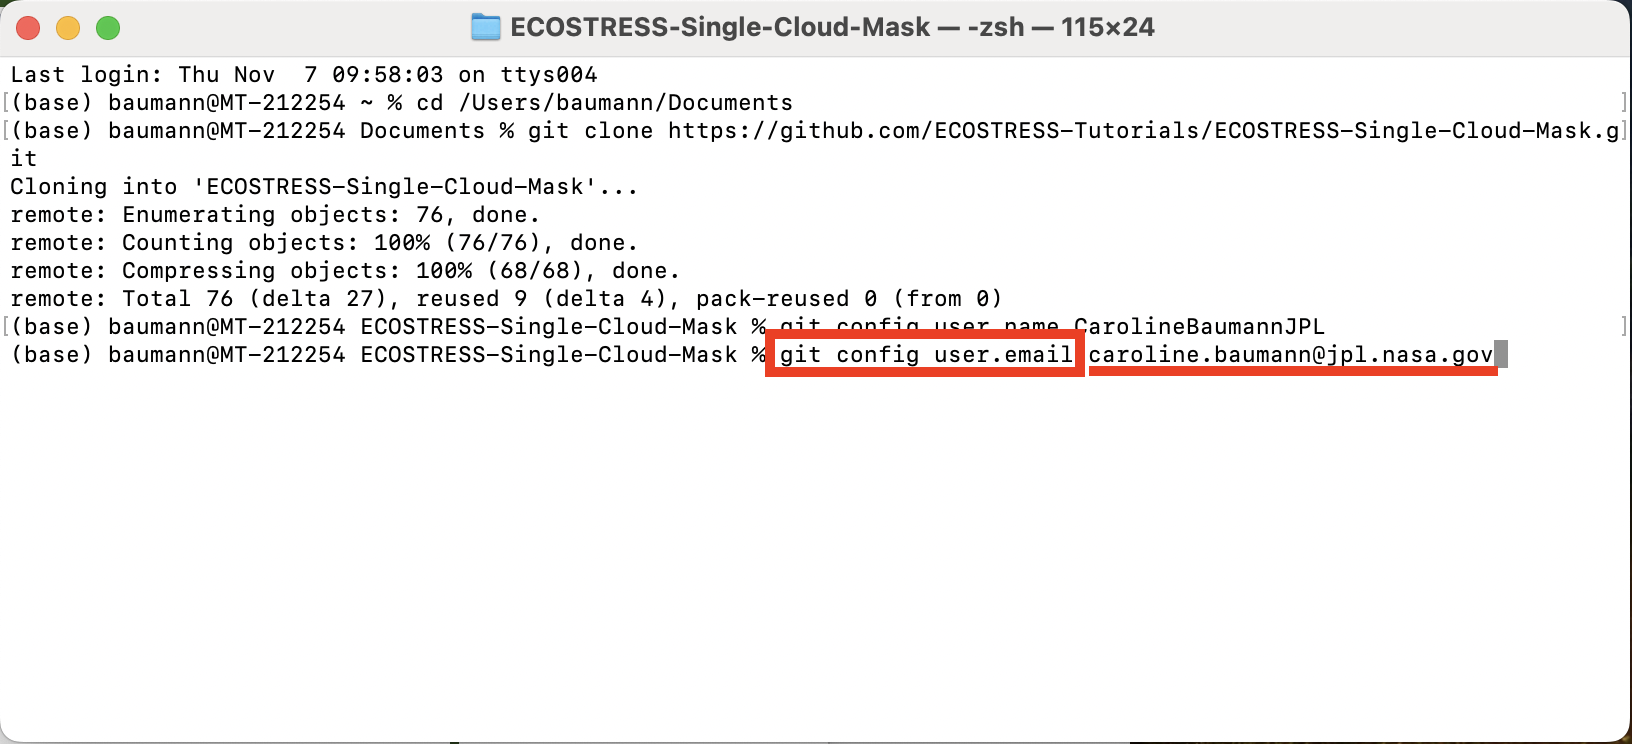 ECOSTRESS-Single-Cloud-Mask — -zsh — 115×24
Last login: Thu Nov  7 09:58:03 on ttys004
[(base) baumann@MT-212254 ~ % cd /Users/baumann/Documents ]
[(base) baumann@MT-212254 Documents % git clone https://github.com/ECOSTRESS-Tutorials/ECOSTRESS-Single-Cloud-Mask.g]
it
Cloning into 'ECOSTRESS-Single-Cloud-Mask'...
remote: Enumerating objects: 76, done.
remote: Counting objects: 100% (76/76), done.
remote: Compressing objects: 100% (68/68), done.
remote: Total 76 (delta 27), reused 9 (delta 4), pack-reused 0 (from 0)
[(base) baumann@MT-212254 ECOSTRESS-Single-Cloud-Mask % git config user.name CarolineBaumannJPL ]
(base) baumann@MT-212254 ECOSTRESS-Single-Cloud-Mask % git config user.email caroline.baumann@jpl.nasa.gov